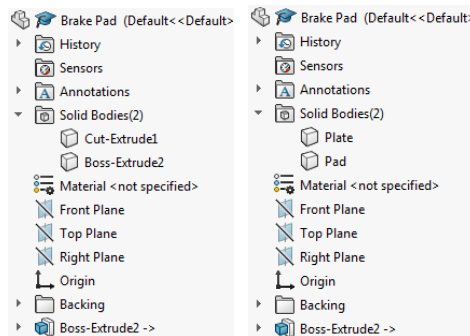 Brake Pad (Default<<Default>
History
Sensors
Annotations
Solid Bodies(2)
Cut-Extrude1
Boss-Extrude2
Material <not specified>
Front Plane
Top Plane
Right Plane
Origin
Backing
Boss-Extrude2 ->
Brake Pad (Default<<Default>
History
Sensors
Annotations
Solid Bodies(2)
Plate
Pad
Material <not specified>
Front Plane
Top Plane
Right Plane
Origin
Backing
Boss-Extrude2 ->